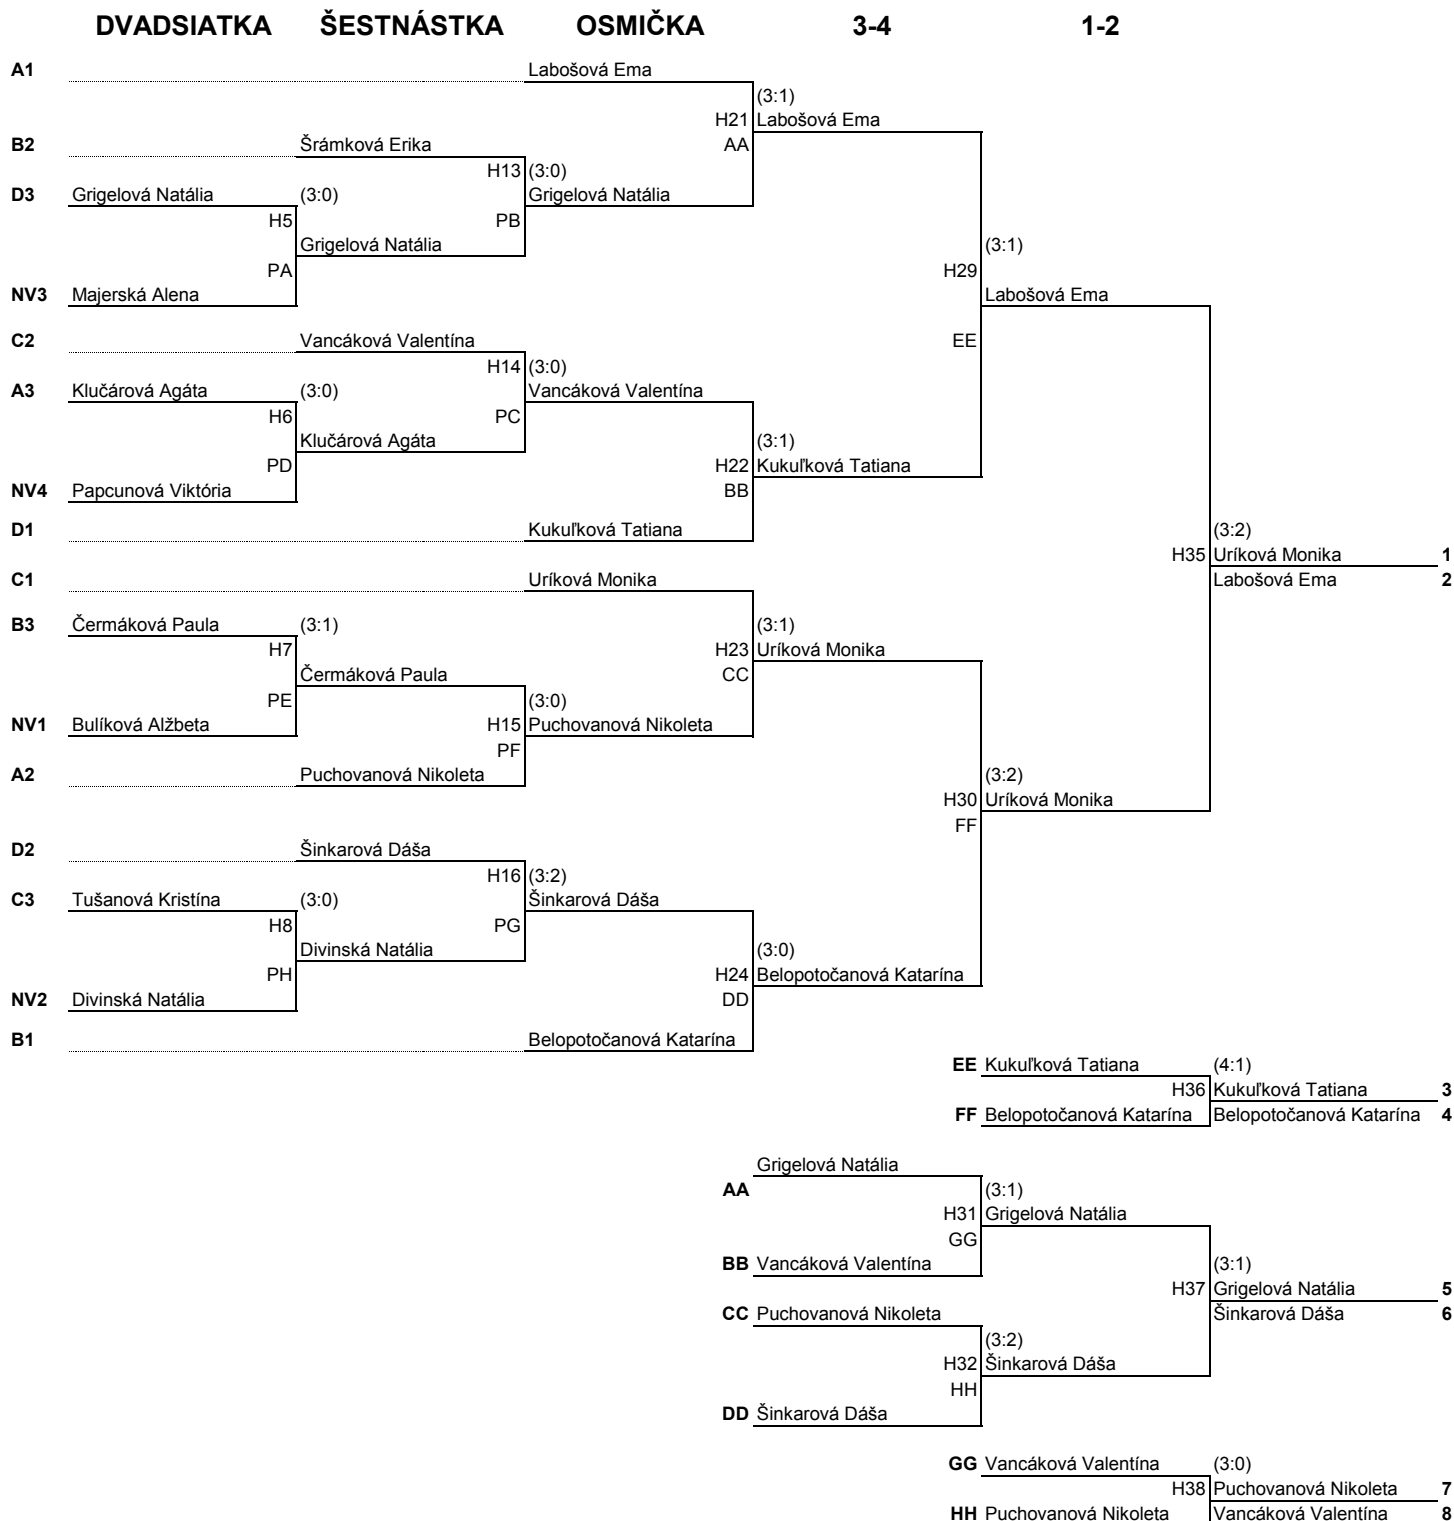 DVADSIATKA ŠESTNÁSTKA OSMIČKA 3-4 1-2
A1 Labošová Ema
(3:1)
H21 Labošová Ema
B2 Šrámková Erika AA
H13 (3:0)
D3 Grigelová Natália (3:0) Grigelová Natália
H5 PB
Grigelová Natália (3:1)
PA H29
NV3 Majerská Alena Labošová Ema
C2 Vancáková Valentína EE
H14 (3:0)
A3 Klučárová Agáta (3:0) Vancáková Valentína
H6 PC
Klučárová Agáta (3:1)
PD H22 Kukuľková Tatiana
NV4 Papcunová Viktória BB
D1 Kukuľková Tatiana (3:2)
H35 Uríková Monika 1
C1 Uríková Monika Labošová Ema 2
B3 Čermáková Paula (3:1) (3:1)
H7 H23 Uríková Monika
Čermáková Paula CC
PE (3:0)
NV1 Bulíková Alžbeta H15 Puchovanová Nikoleta
PF
A2 Puchovanová Nikoleta (3:2)
H30 Uríková Monika
FF
D2 Šinkarová Dáša
H16 (3:2)
C3 Tušanová Kristína (3:0) Šinkarová Dáša
H8 PG
Divinská Natália (3:0)
PH H24 Belopotočanová Katarína
NV2 Divinská Natália DD
B1 Belopotočanová Katarína
EE Kukuľková Tatiana (4:1)
H36 Kukuľková Tatiana 3
FF Belopotočanová Katarína Belopotočanová Katarína 4
Grigelová Natália
AA (3:1)
H31 Grigelová Natália
GG
BB Vancáková Valentína (3:1)
H37 Grigelová Natália 5
CC Puchovanová Nikoleta Šinkarová Dáša 6
(3:2)
H32 Šinkarová Dáša
HH
DD Šinkarová Dáša
GG Vancáková Valentína (3:0)
H38 Puchovanová Nikoleta 7
HH Puchovanová Nikoleta Vancáková Valentína 8